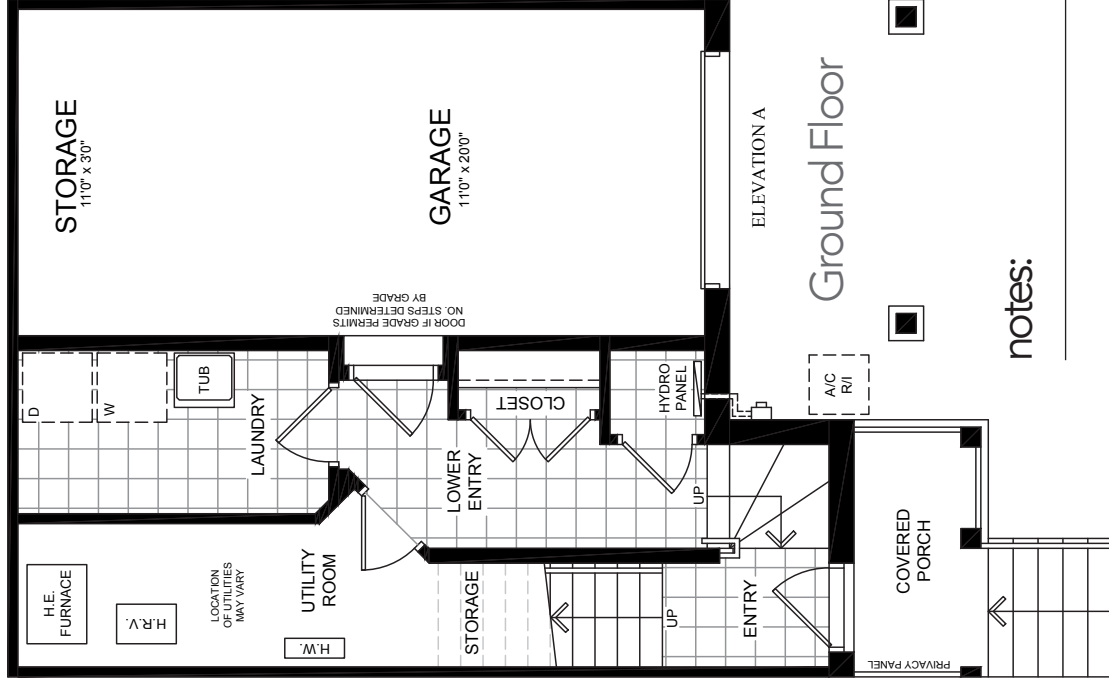 STORAGE
11'0" x 3'0"
GARAGE
11'0" x 20'0"
ELEVATION A
Ground Floor
notes:
DOOR IF GRADE PERMITS
NO. STEPS DETERMINED
BY GRADE
D
W
TUB
LAUNDRY
CLOSET
HYDRO
PANEL
A/C
R/I
LOWER
ENTRY
UP
H.E.
FURNACE
H.R.V.
LOCATION
OF UTILITIES
MAY VARY
UTILITY
ROOM
H.W.
STORAGE
UP
ENTRY
COVERED
PORCH
PRIVACY PANEL